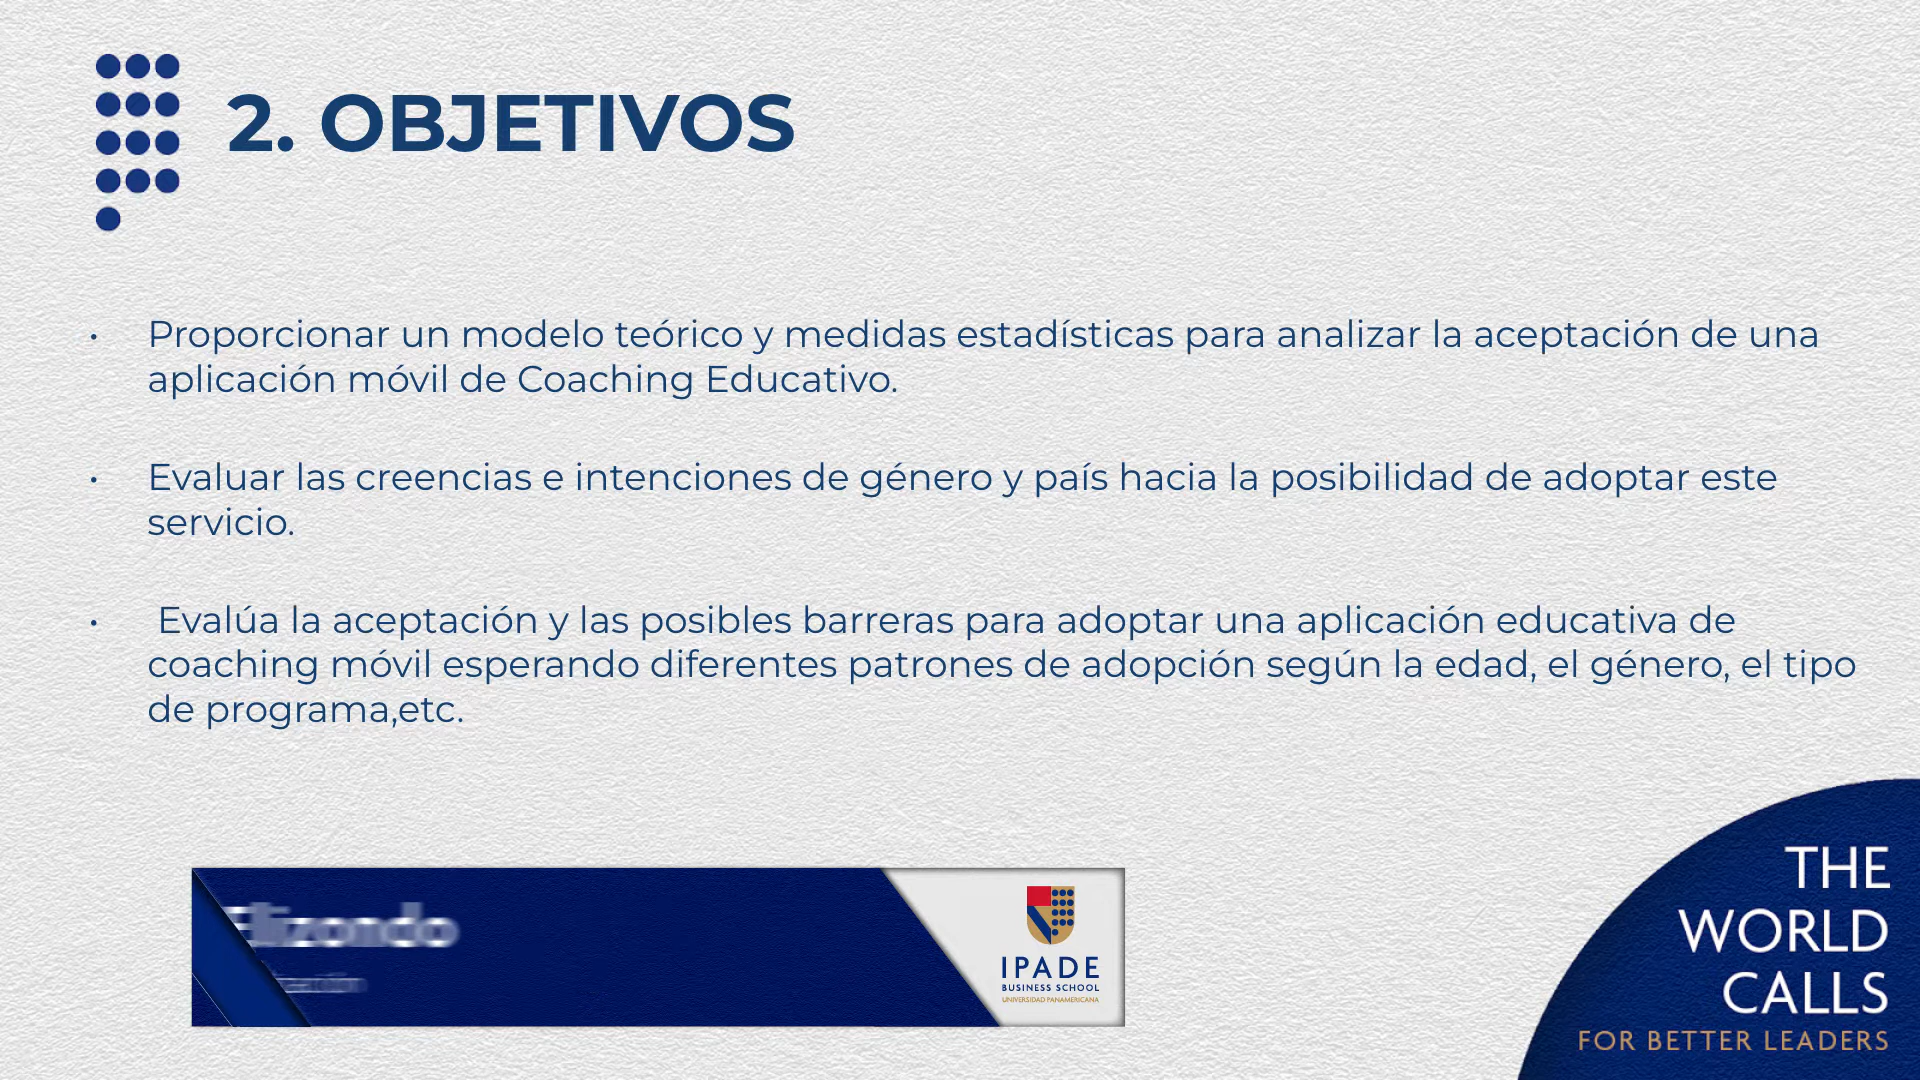 2. OBJETIVOS
• Proporcionar un modelo teórico y medidas estadísticas para analizar la aceptación de una
aplicación móvil de Coaching Educativo.
• Evaluar las creencias e intenciones de género y país hacia la posibilidad de adoptar este
servicio.
• Evalúa la aceptación y las posibles barreras para adoptar una aplicación educativa de
coaching móvil esperando diferentes patrones de adopción según la edad, el género, el tipo
de programa,etc.
Elizondo
IPADE
BUSINESS SCHOOL
UNIVERSIDAD PANAMERICANA
THE
WORLD
CALLS
FOR BETTER LEADERS